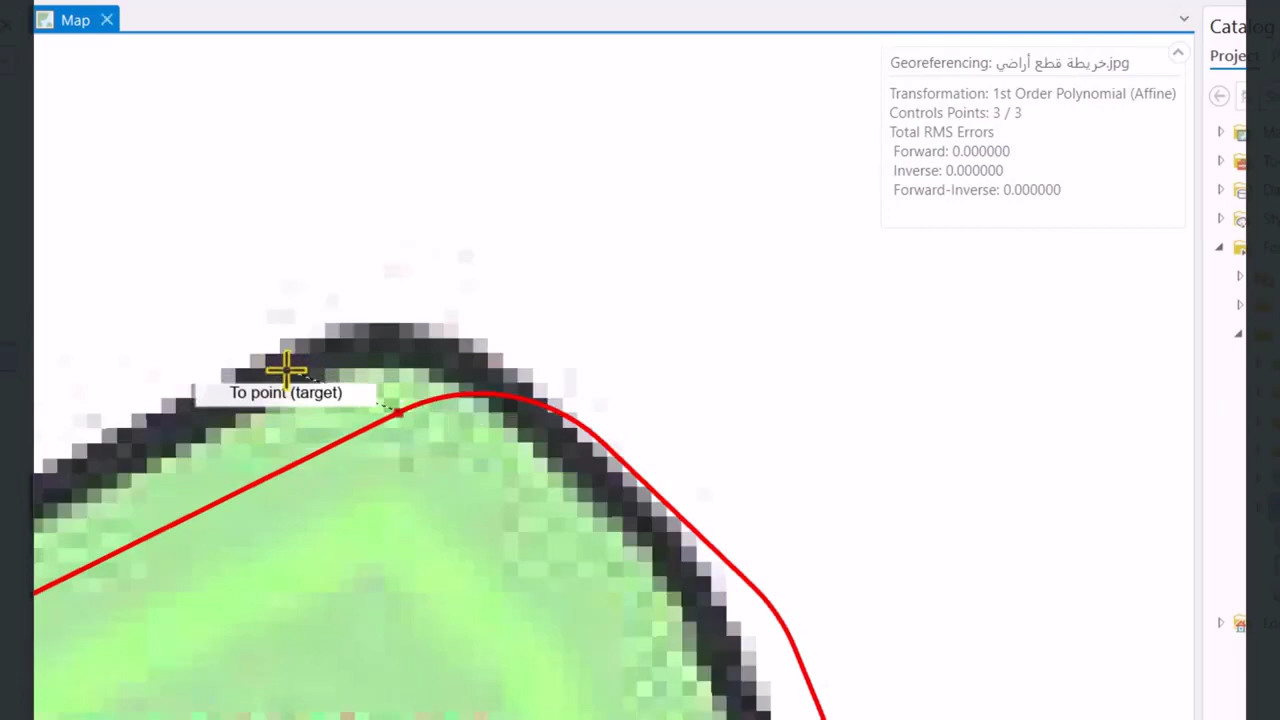 Map
Catalog
Project
Georeferencing: خريطة قطع أراضي.jpg
Transformation: 1st Order Polynomial (Affine)
Controls Points: 3 / 3
Total RMS Errors
Forward: 0.000000
Inverse: 0.000000
Forward-Inverse: 0.000000
To point (target)